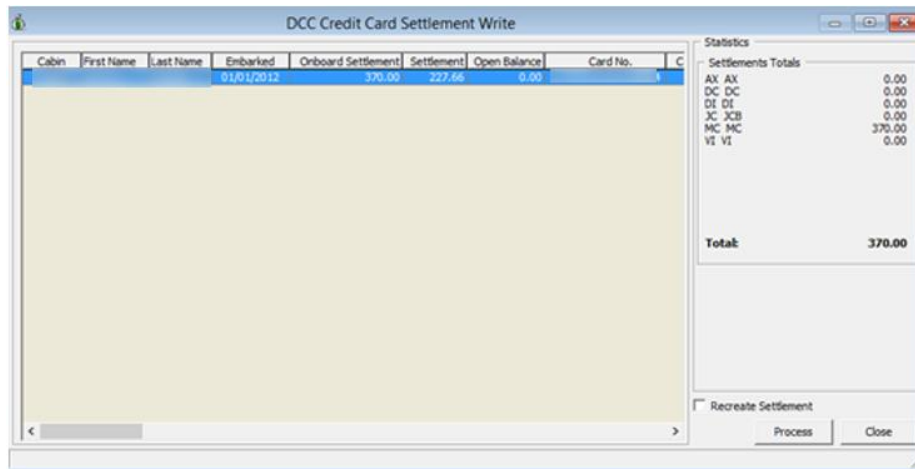 DCC Credit Card Settlement Write
Cabin First Name Last Name Embarked Onboard Settlement Settlement Open Balance Card No. C
01/01/2012 370.00 227.66 0.00
Statistics
Settlements Totals
AX AX 0.00
DC DC 0.00
DI DI 0.00
JC JCB 0.00
MC MC 370.00
VI VI 0.00
Total: 370.00
Recreate Settlement
Process Close